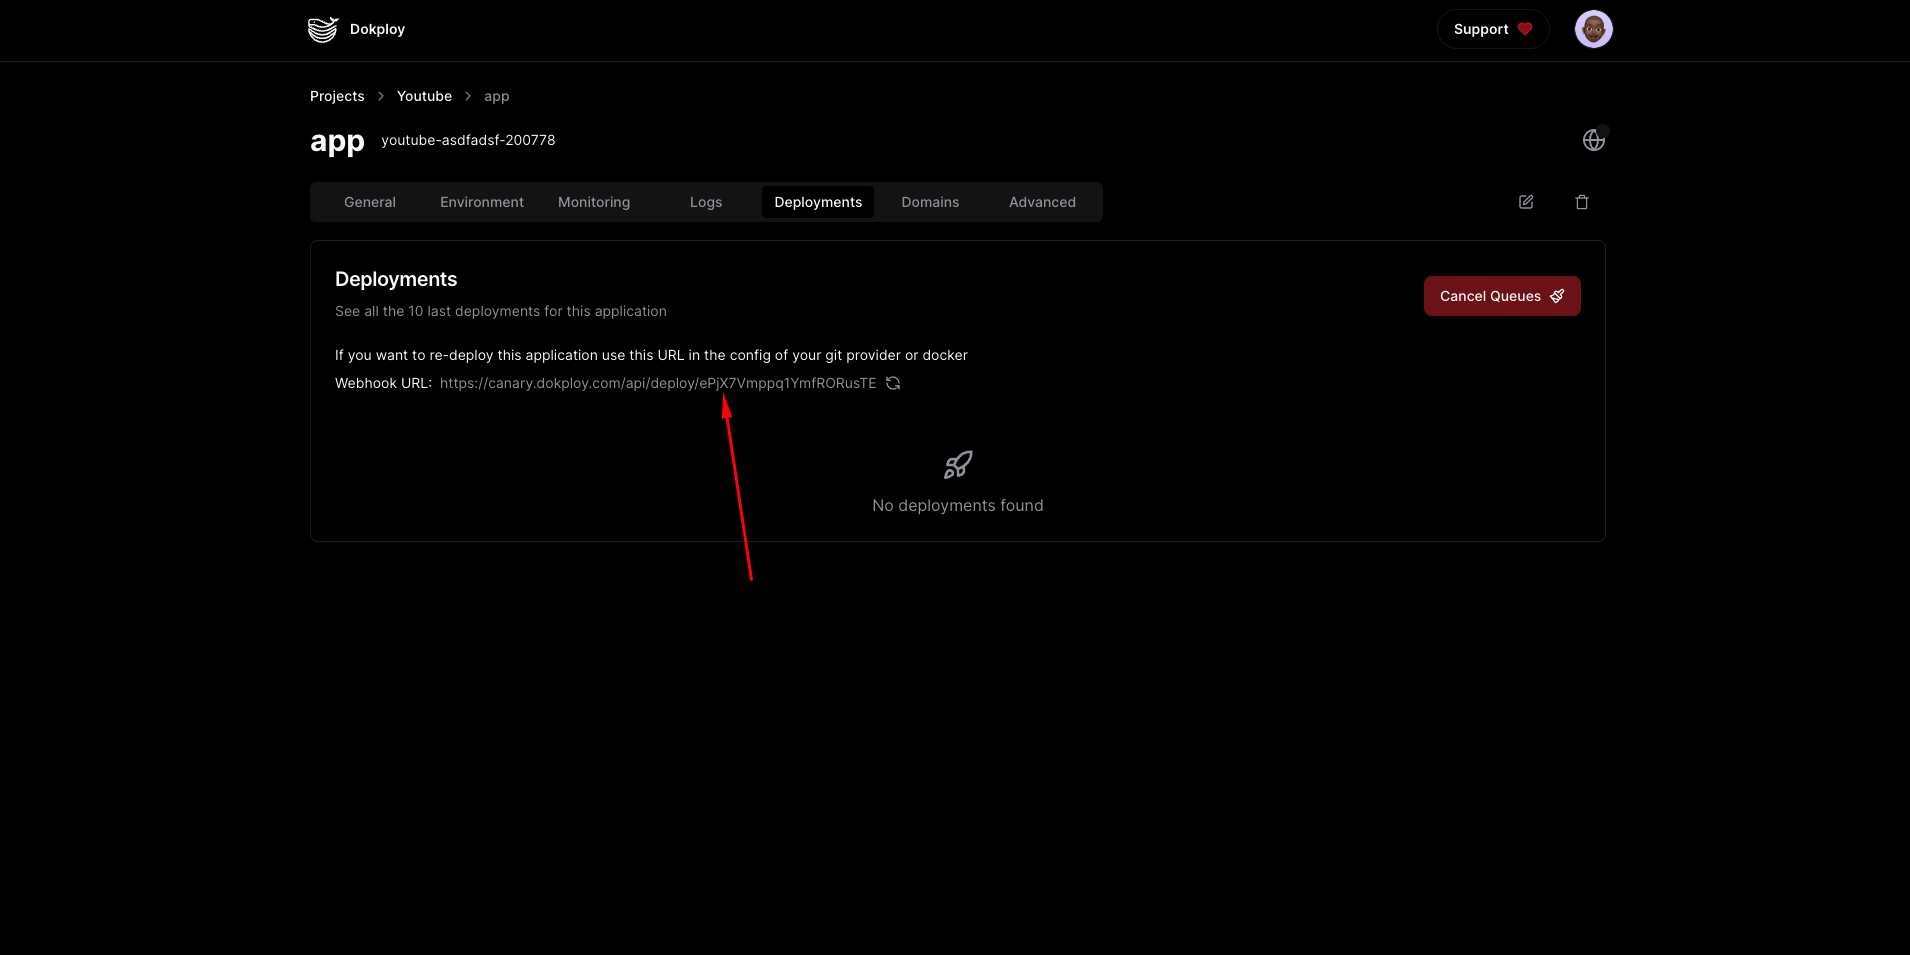 Dokploy
Support
Projects > Youtube > app
app youtube-asdfadsf-200778
General Environment Monitoring Logs Deployments Domains Advanced
Deployments
See all the 10 last deployments for this application
Cancel Queues
If you want to re-deploy this application use this URL in the config of your git provider or docker
Webhook URL: https://canary.dokploy.com/api/deploy/ePjX7Vmppq1YmfRORusTE
No deployments found